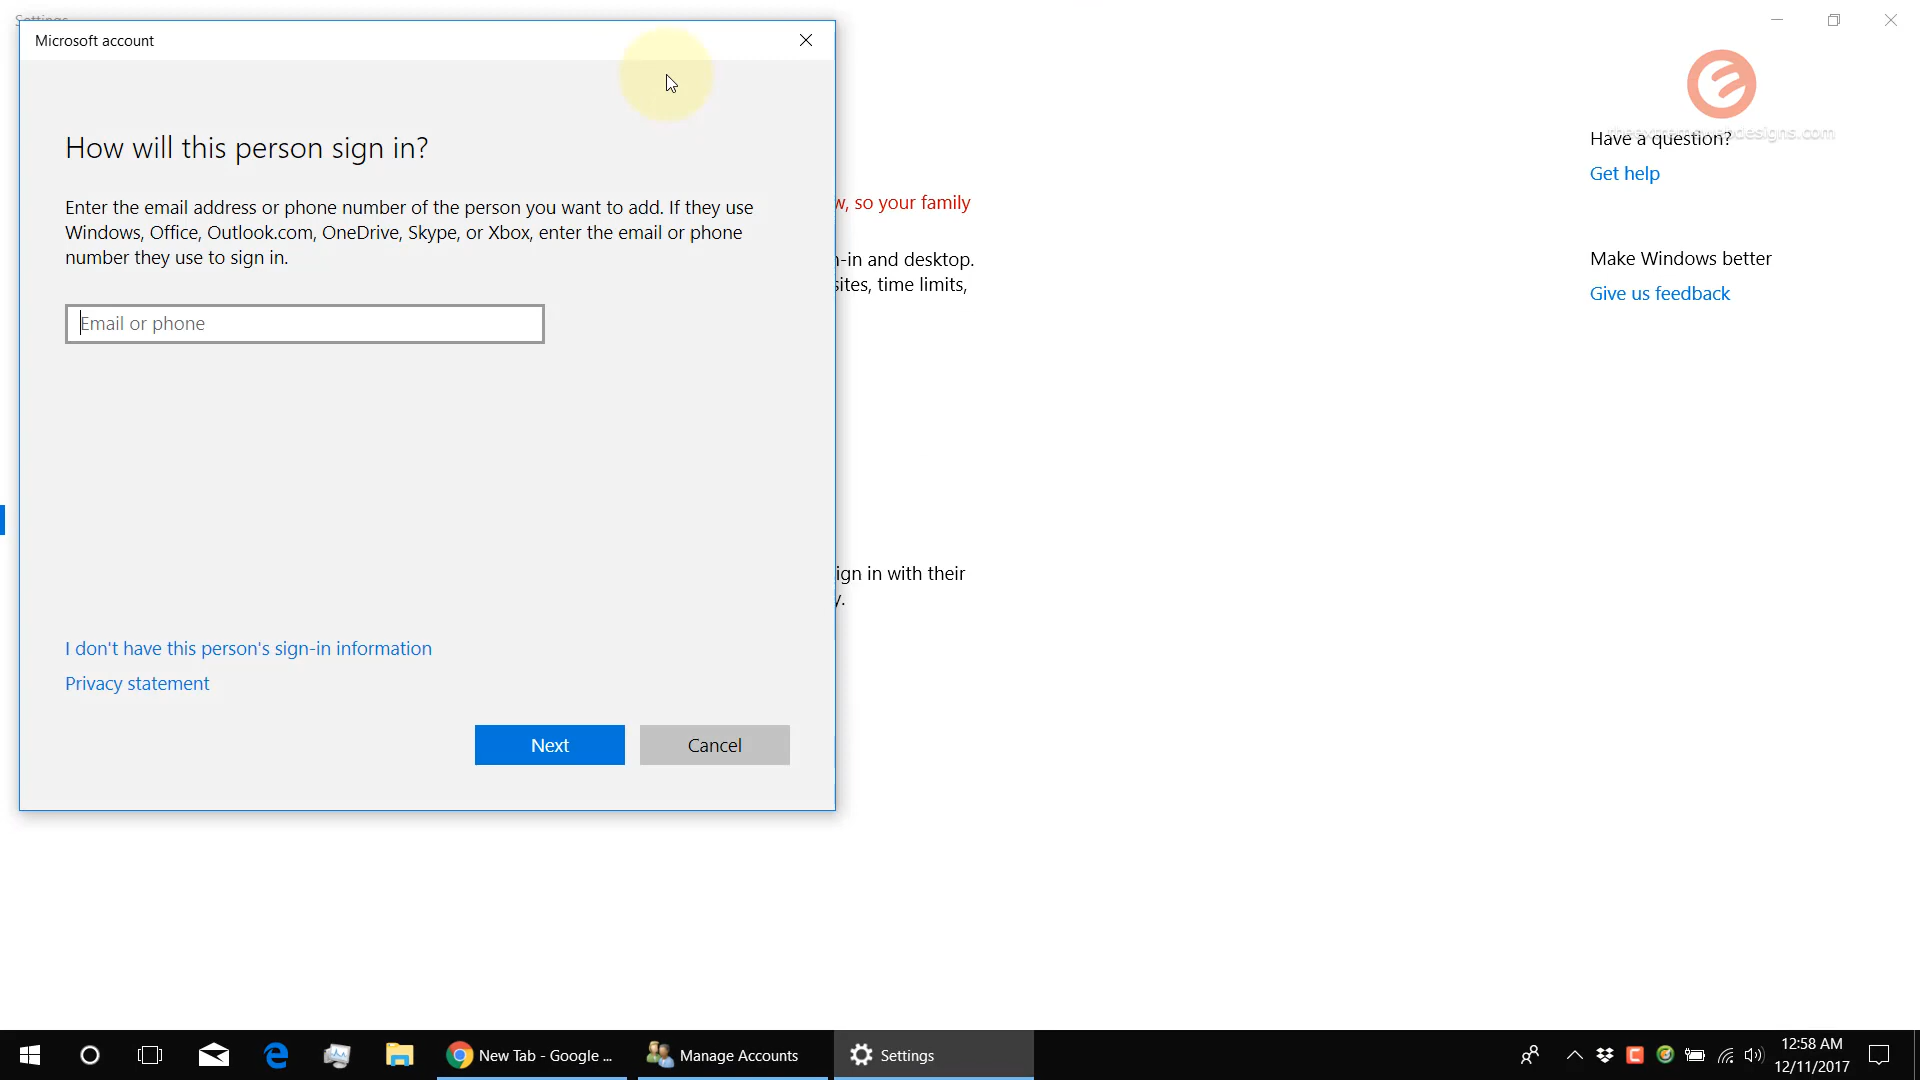 Settings
Microsoft account
How will this person sign in?
Enter the email address or phone number of the person you want to add. If they use
Windows, Office, Outlook.com, OneDrive, Skype, or Xbox, enter the email or phone
number they use to sign in.
Email or phone
I don't have this person's sign-in information
Privacy statement
Next
Cancel
w, so your family
-in and desktop.
sites, time limits,
ign in with their
y.
Have a question?
Get help
Make Windows better
Give us feedback
New Tab - Google ...
Manage Accounts
Settings
12:58 AM
12/11/2017